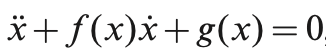 ẍ + f(x)ẋ + g(x) = 0,